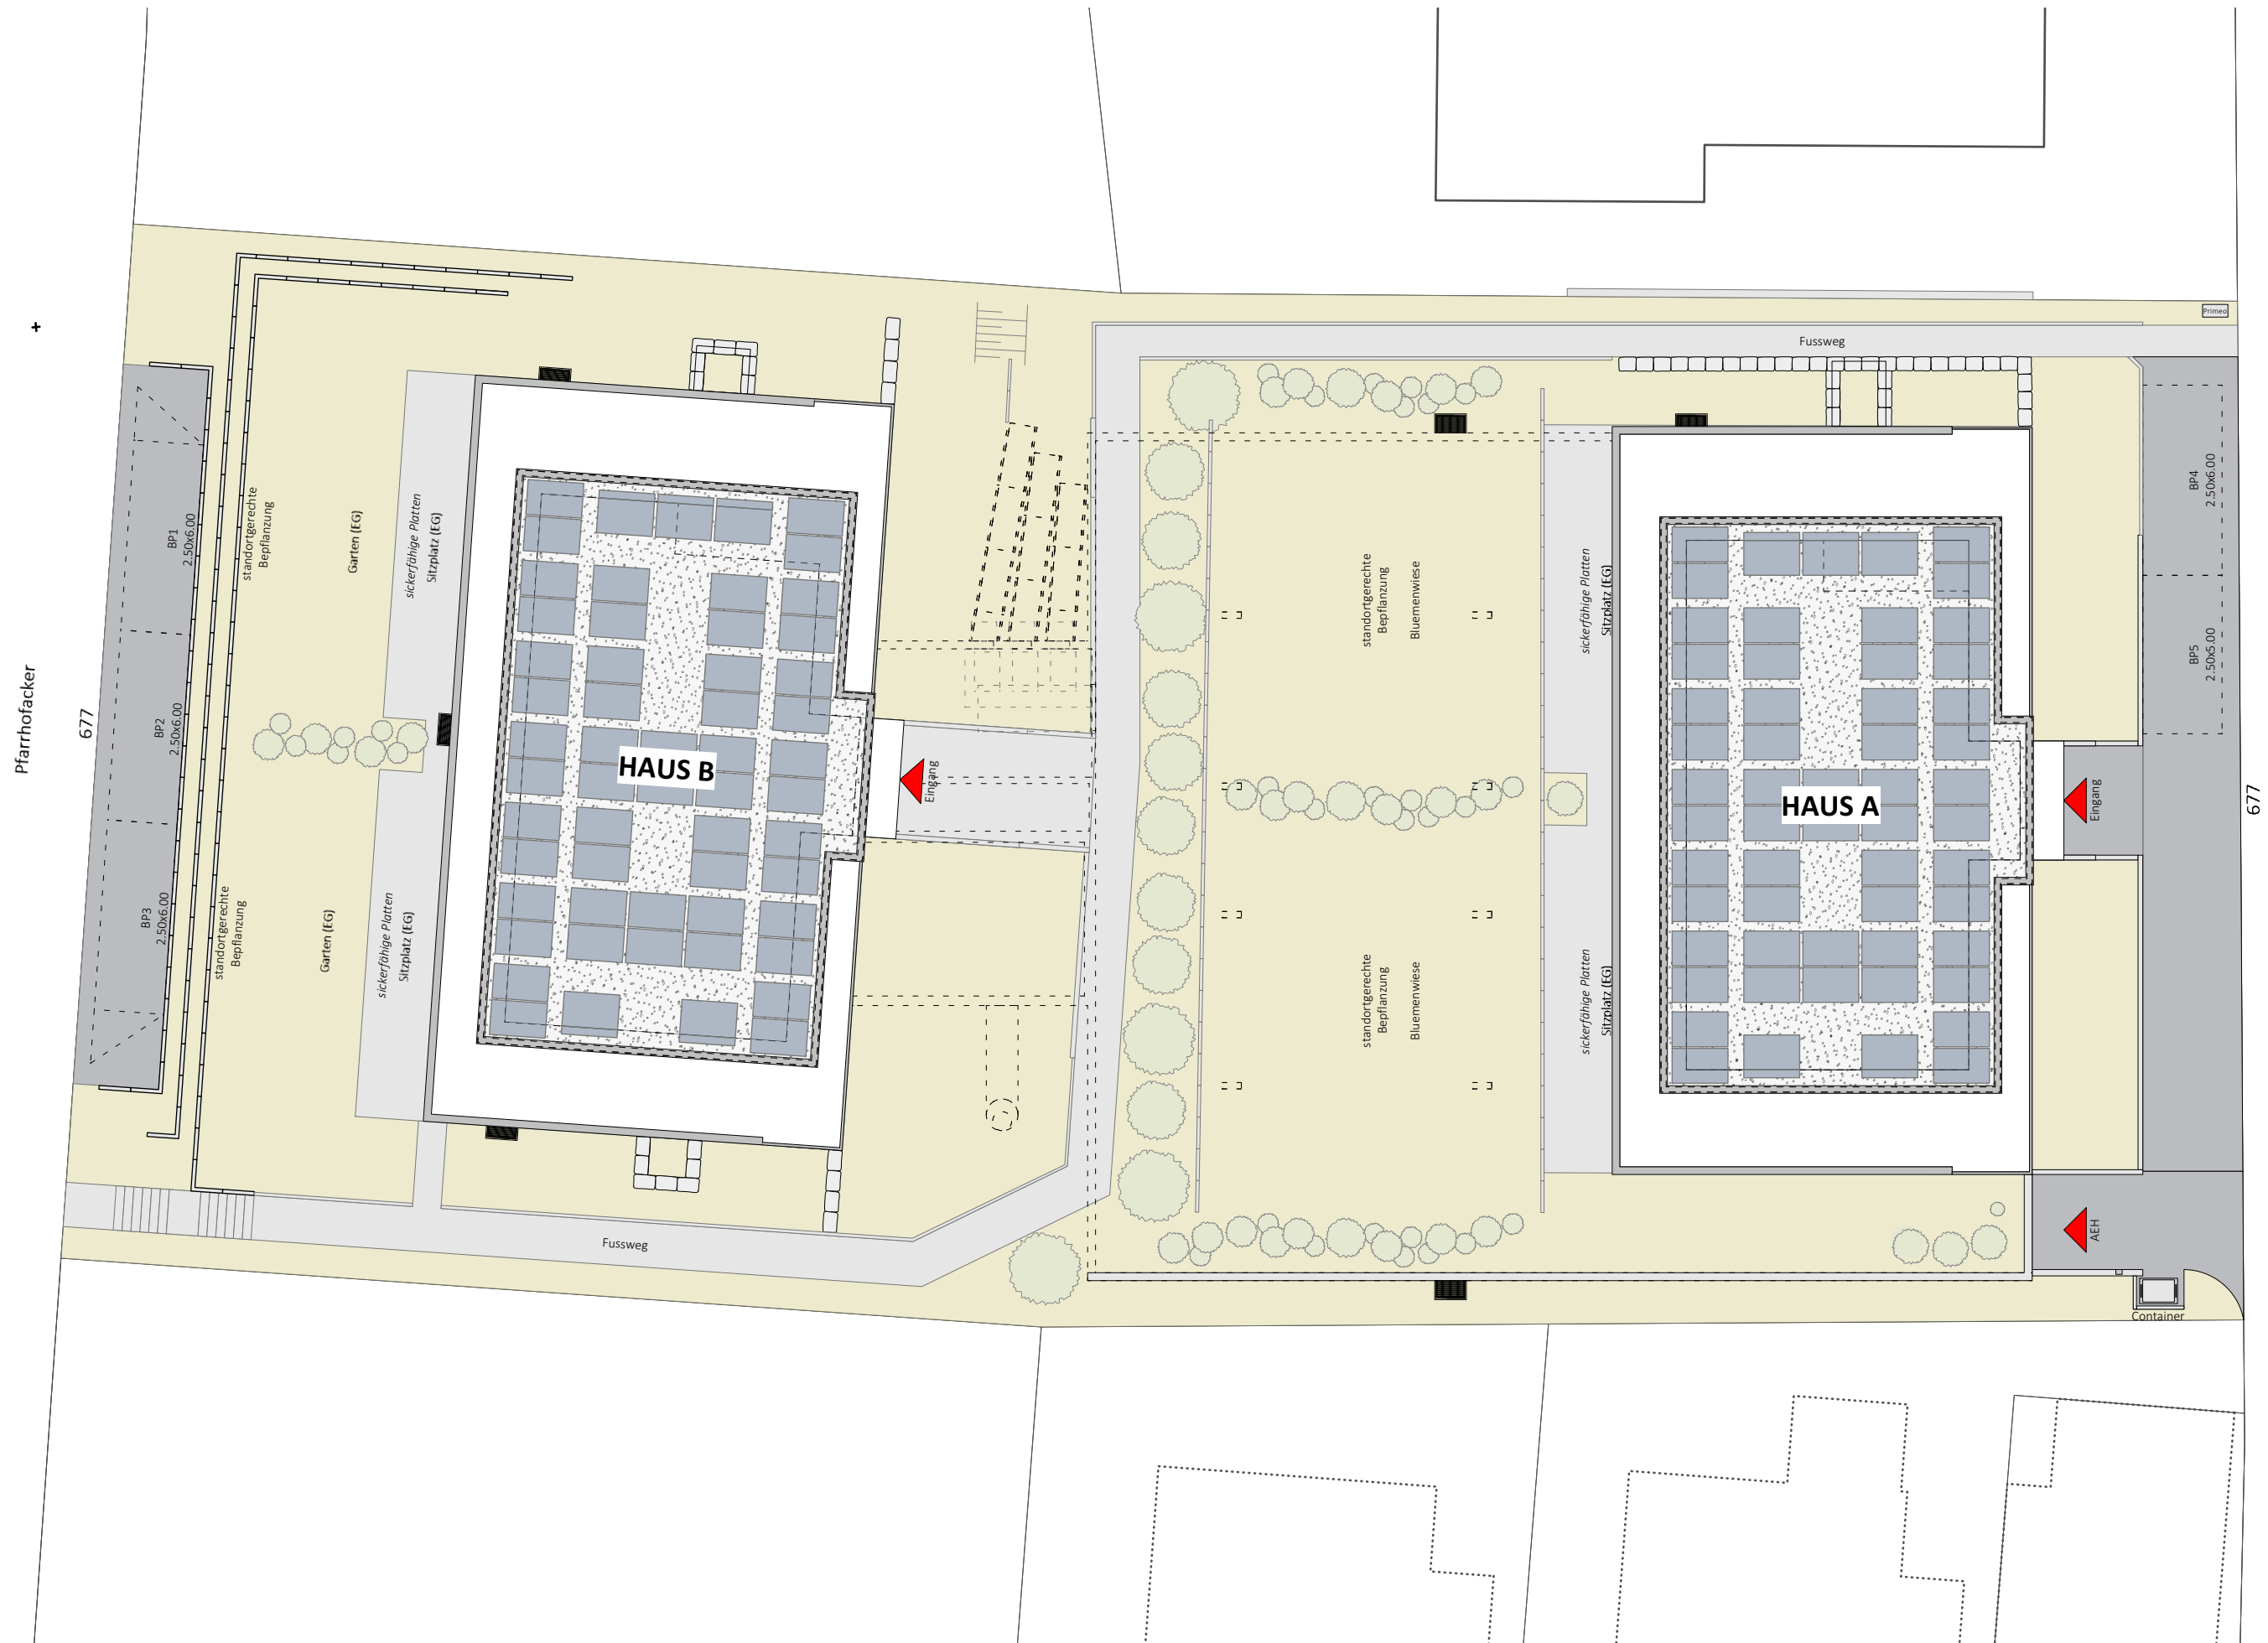 Pfarrhofacker
677
BP1
2.50x6.00
BP2
2.50x6.00
BP3
2.50x6.00
standortgerechte
Bepflanzung
standortgerechte
Bepflanzung
Garten (EG)
Garten (EG)
sickerfähige Platten
Sitzplatz (EG)
sickerfähige Platten
Sitzplatz (EG)
HAUS B
Eingang
Fussweg
Fussweg
Primeo
standortgerechte
Bepflanzung
Bluemenwiese
standortgerechte
Bepflanzung
Bluemenwiese
sickerfähige Platten
Sitzplatz (EG)
sickerfähige Platten
Sitzplatz (EG)
HAUS A
Eingang
BP4
2.50x6.00
BP5
2.50x5.00
677
AEH
Container